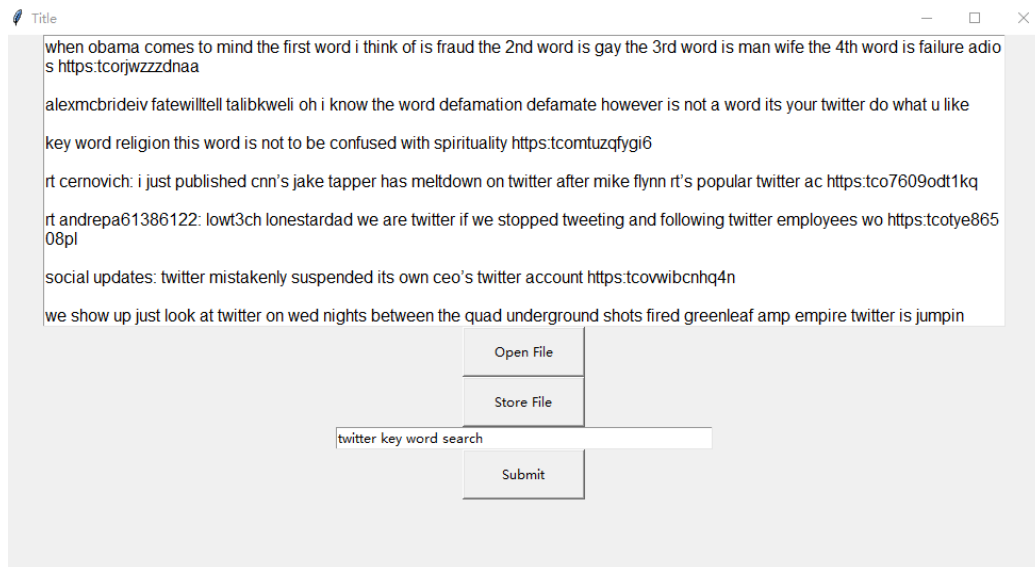 Title
when obama comes to mind the first word i think of is fraud the 2nd word is gay the 3rd word is man wife the 4th word is failure adio
s https:tcorjwzzzdnaa
alexmcbrideiv fatewilltell talibkweli oh i know the word defamation defamate however is not a word its your twitter do what u like
key word religion this word is not to be confused with spirituality https:tcomtuzqfygi6
rt cernovich: i just published cnn's jake tapper has meltdown on twitter after mike flynn rt's popular twitter ac https:tco7609odt1kq
rt andrepa61386122: lowt3ch lonestardad we are twitter if we stopped tweeting and following twitter employees wo https:tcotye865
08pl
social updates: twitter mistakenly suspended its own ceo's twitter account https:tcovwibcnhq4n
we show up just look at twitter on wed nights between the quad underground shots fired greenleaf amp empire twitter is jumpin
Open File
Store File
twitter key word search
Submit